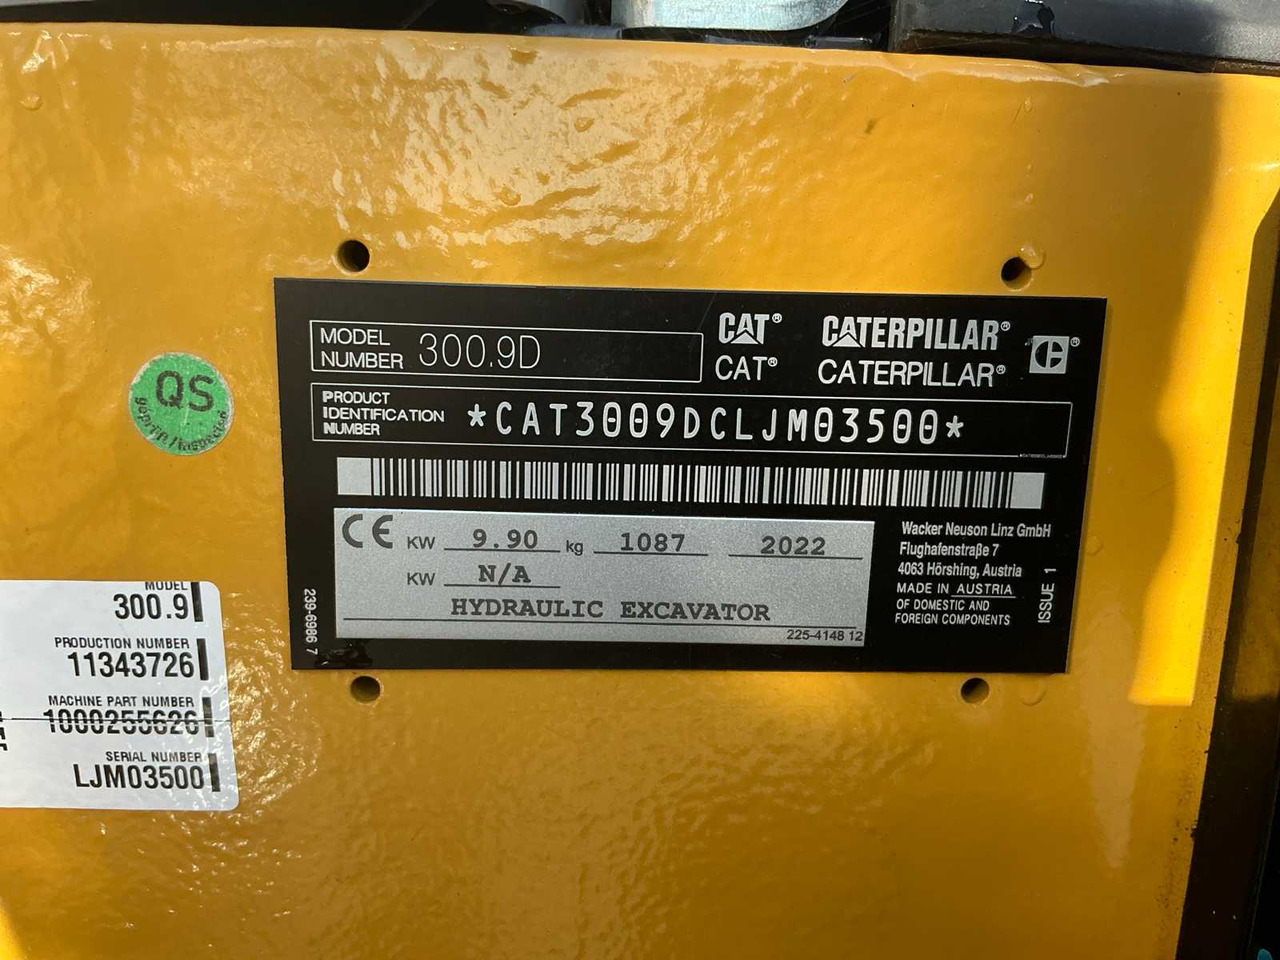 MODEL
NUMBER 300.9D
CAT® CATERPILLAR®
CAT® CATERPILLAR®
PRODUCT
IDENTIFICATION
NUMBER
*CAT3009DCLJM03500*
CE KW 9.90 kg 1087 2022
KW N/A
HYDRAULIC EXCAVATOR
225-4148 12
Wacker Neuson Linz GmbH
Flughafenstraße 7
4063 Hörshing, Austria
MADE IN AUSTRIA
OF DOMESTIC AND
FOREIGN COMPONENTS
ISSUE 1
239-6986 7
QS
geprüft/inspected
MODEL
300.9
PRODUCTION NUMBER
11343726
MACHINE PART NUMBER
1000255626
SERIAL NUMBER
LJM03500